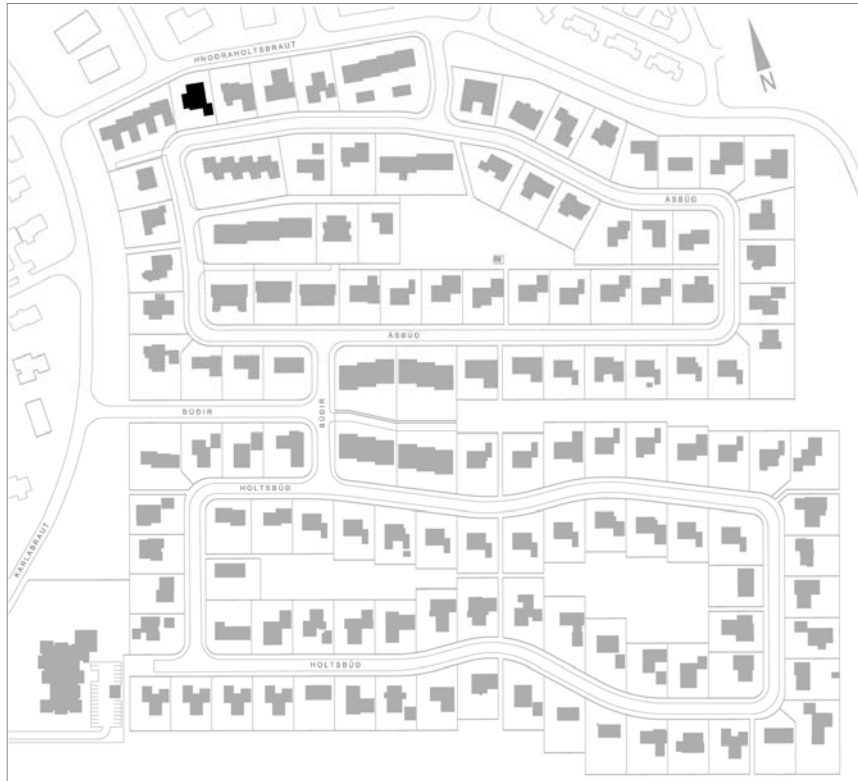 HNOÐRAHOLTSBRAUT
N
ÁSBÚÐ
ÁSBÚÐ
BÚÐIR
BÚÐIR
HOLTSBÚÐ
KARLABRAUT
HOLTSBÚÐ